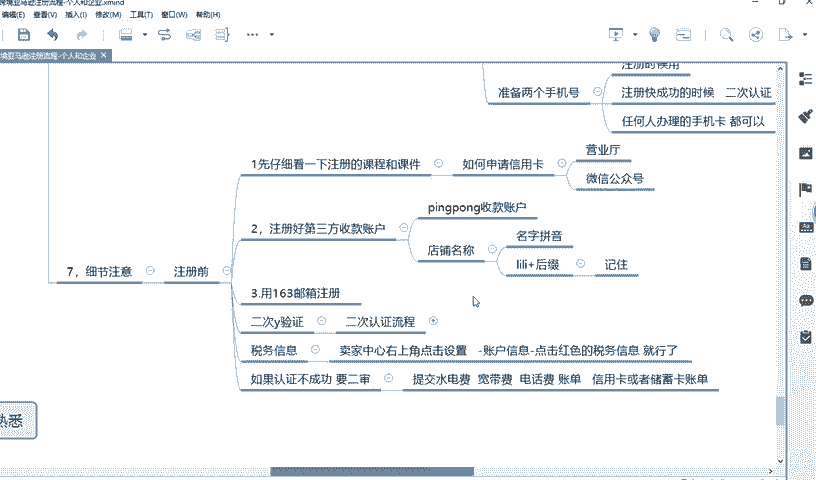 境亚马逊注册流程-个人和企业.xmind
编辑(E) 查看(V) 插入(I) 修改(M) 工具(T) 窗口(W) 帮助(H)
境亚马逊注册流程-个人和企业
注册的候用
准备两个手机号
注册快成功的时候 二次认证
任何人办理的手机卡 都可以
1先仔细看一下注册的课程和课件
如何申请信用卡
营业厅
微信公众号
2，注册好第三方收款账户
pingpong收款账户
店铺名称
名字拼音
lili+后缀
记住
7，细节注意
注册前
3.用163邮箱注册
二次y验证
二次认证流程
税务信息
卖家中心右上角点击设置 -账户信息-点击红色的税务信息 就行了
如果认证不成功 要二审
提交水电费 宽带费 电话费 账单 信用卡或者储蓄卡账单
熟悉